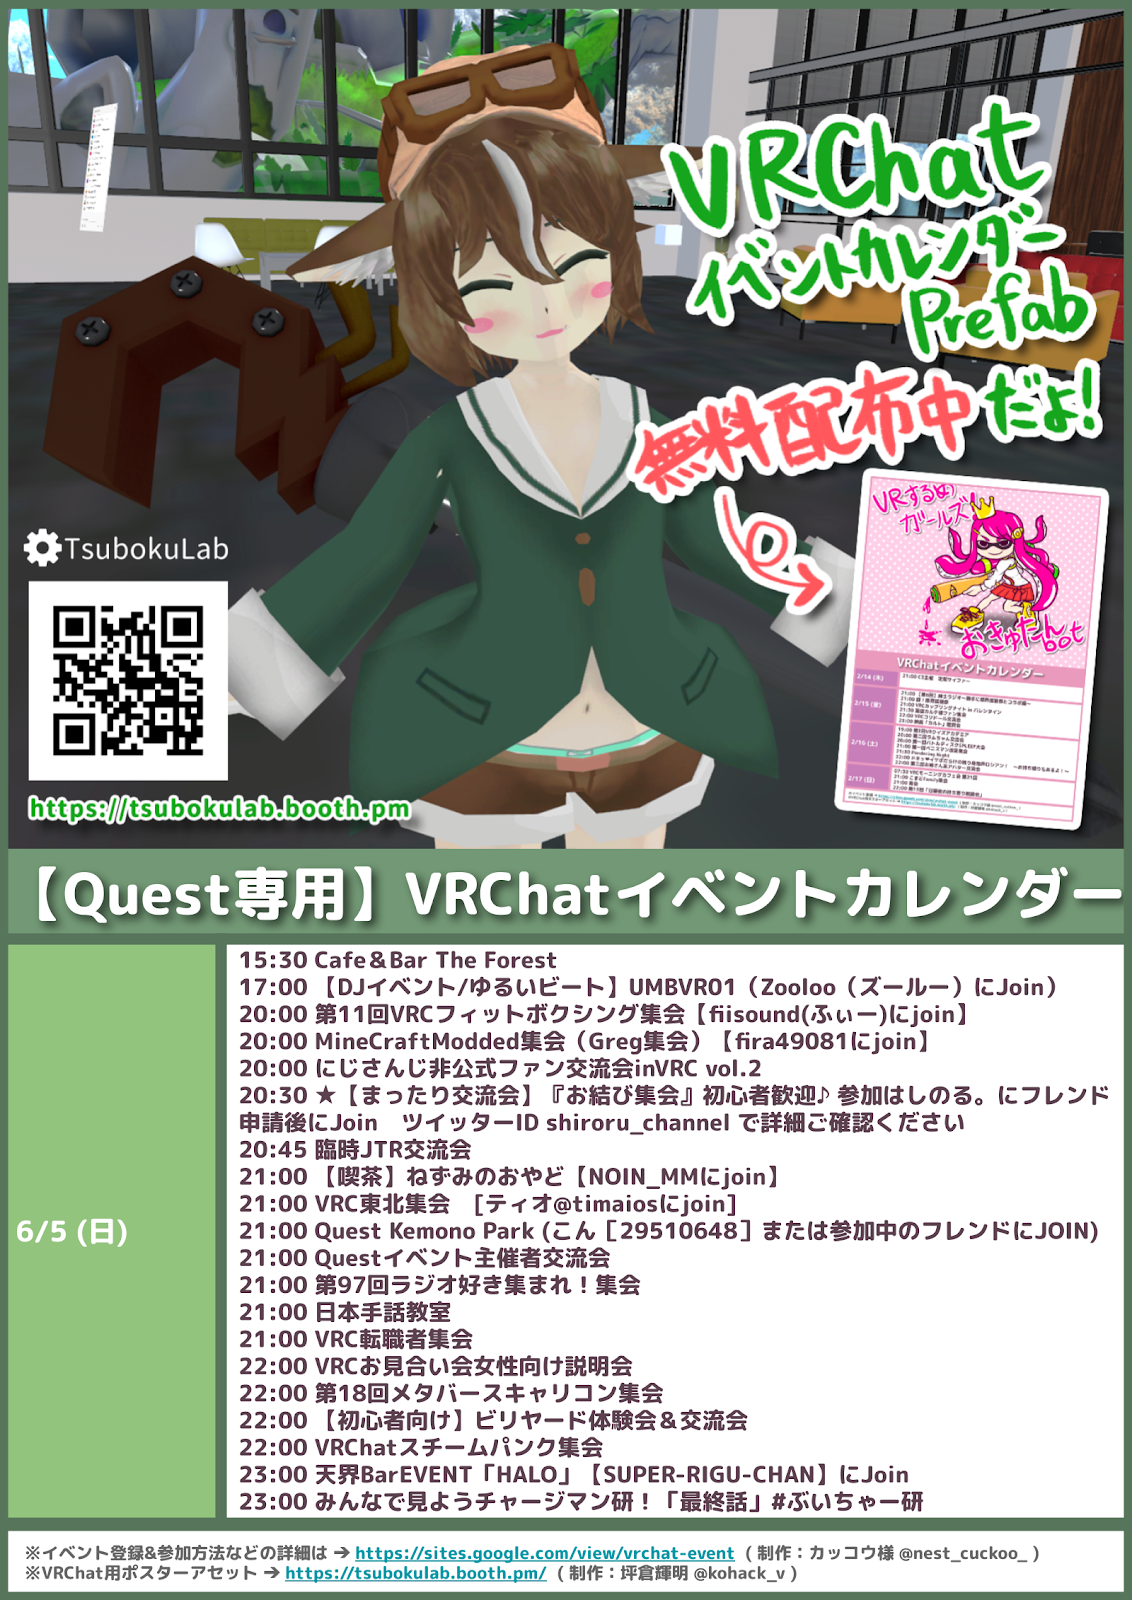 VRChat
イベントカレンダー
Prefab
無料配布中だよ!
TsubokuLab
https://tsubokulab.booth.pm
VRするめ
ガールズ
おきゅたん
bot
VRChatイベントカレンダー
2/14 (木)
2/15 (金)
2/16 (土)
2/17 (日)
【Quest専用】VRChatイベントカレンダー
6/5 (日)
15:30 Cafe&Bar The Forest
17:00 【DJイベント/ゆるいビート】UMBVR01（Zooloo（ズールー）にJoin）
20:00 第11回VRCフィットボクシング集会【fiisound(ふぃー)にjoin】
20:00 MineCraftModded集会（Greg集会）【fira49081にjoin】
20:00 にじさんじ非公式ファン交流会inVRC vol.2
20:30 ★【まったり交流会】『お結び集会』初心者歓迎♪ 参加はしのる。にフレンド
申請後にJoin　ツイッターID shiroru_channel で詳細ご確認ください
20:45 臨時JTR交流会
21:00 【喫茶】ねずみのおやど【NOIN_MMにjoin】
21:00 VRC東北集会　[ティオ@timaiosにjoin]
21:00 Quest Kemono Park (こん［29510648］または参加中のフレンドにJOIN)
21:00 Questイベント主催者交流会
21:00 第97回ラジオ好き集まれ！集会
21:00 日本手話教室
21:00 VRC転職者集会
22:00 VRCお見合い会女性向け説明会
22:00 第18回メタバースキャリコン集会
22:00 【初心者向け】ビリヤード体験会＆交流会
22:00 VRChatスチームパンク集会
23:00 天界BarEVENT「HALO」【SUPER-RIGU-CHAN】にJoin
23:00 みんなで見ようチャージマン研！「最終話」#ぶいちゃー研
※イベント登録&参加方法などの詳細は → https://sites.google.com/view/vrchat-event （制作：カッコウ様 @nest_cuckoo_ ）
※VRChat用ポスターアセット → https://tsubokulab.booth.pm/ （制作：坪倉輝明 @kohack_v ）